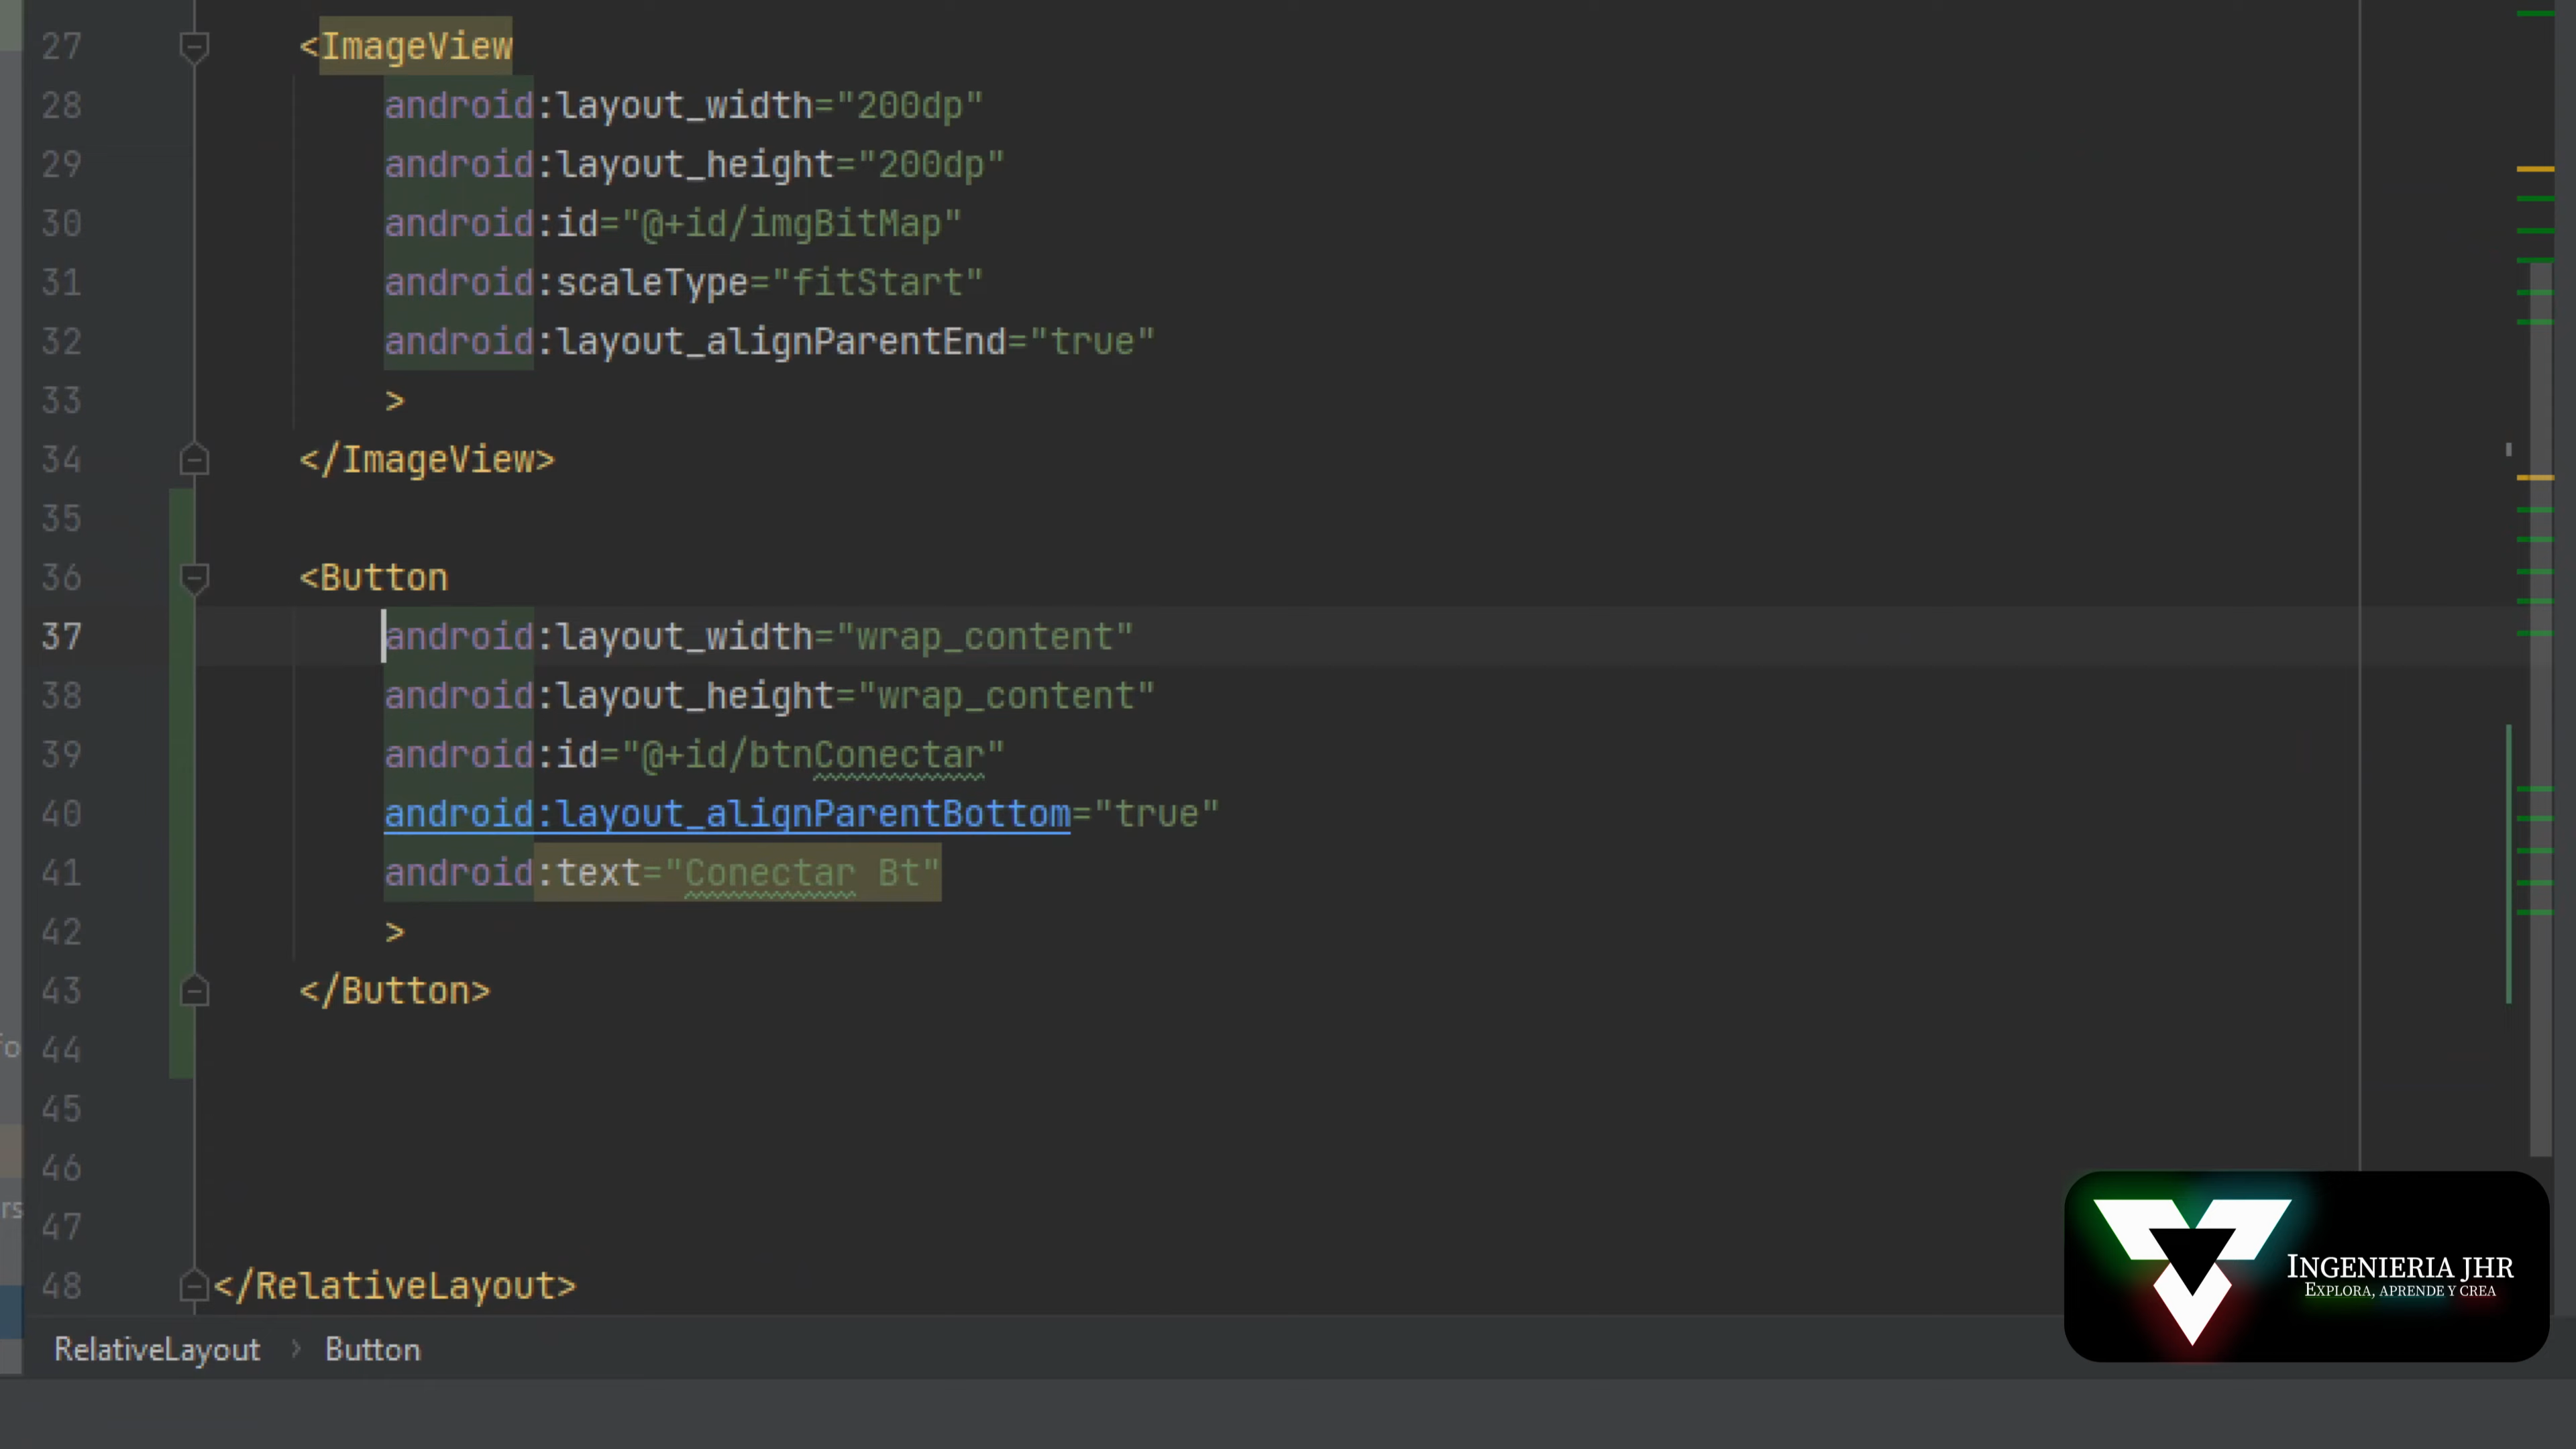 27 <ImageView
28 android:layout_width="200dp"
29 android:layout_height="200dp"
30 android:id="@+id/imgBitMap"
31 android:scaleType="fitStart"
32 android:layout_alignParentEnd="true"
33 >
34 </ImageView>
35
36 <Button
37 android:layout_width="wrap_content"
38 android:layout_height="wrap_content"
39 android:id="@+id/btnConectar"
40 android:layout_alignParentBottom="true"
41 android:text="Conectar Bt"
42 >
43 </Button>
44
45
46
47
48 </RelativeLayout>
RelativeLayout > Button
INGENIERIA JHR
EXPLORA, APRENDE Y CREA